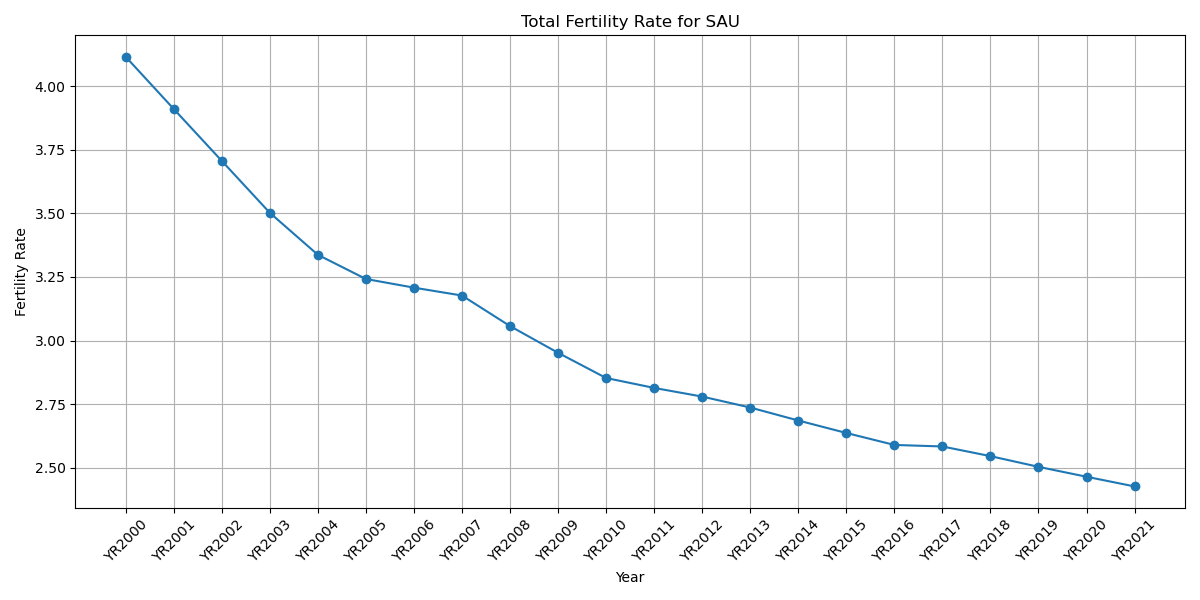 Total Fertility Rate for SAU
Fertility Rate
4.00
3.75
3.50
3.25
3.00
2.75
2.50
YR2000
YR2001
YR2002
YR2003
YR2004
YR2005
YR2006
YR2007
YR2008
YR2009
YR2010
YR2011
YR2012
YR2013
YR2014
YR2015
YR2016
YR2017
YR2018
YR2019
YR2020
YR2021
Year